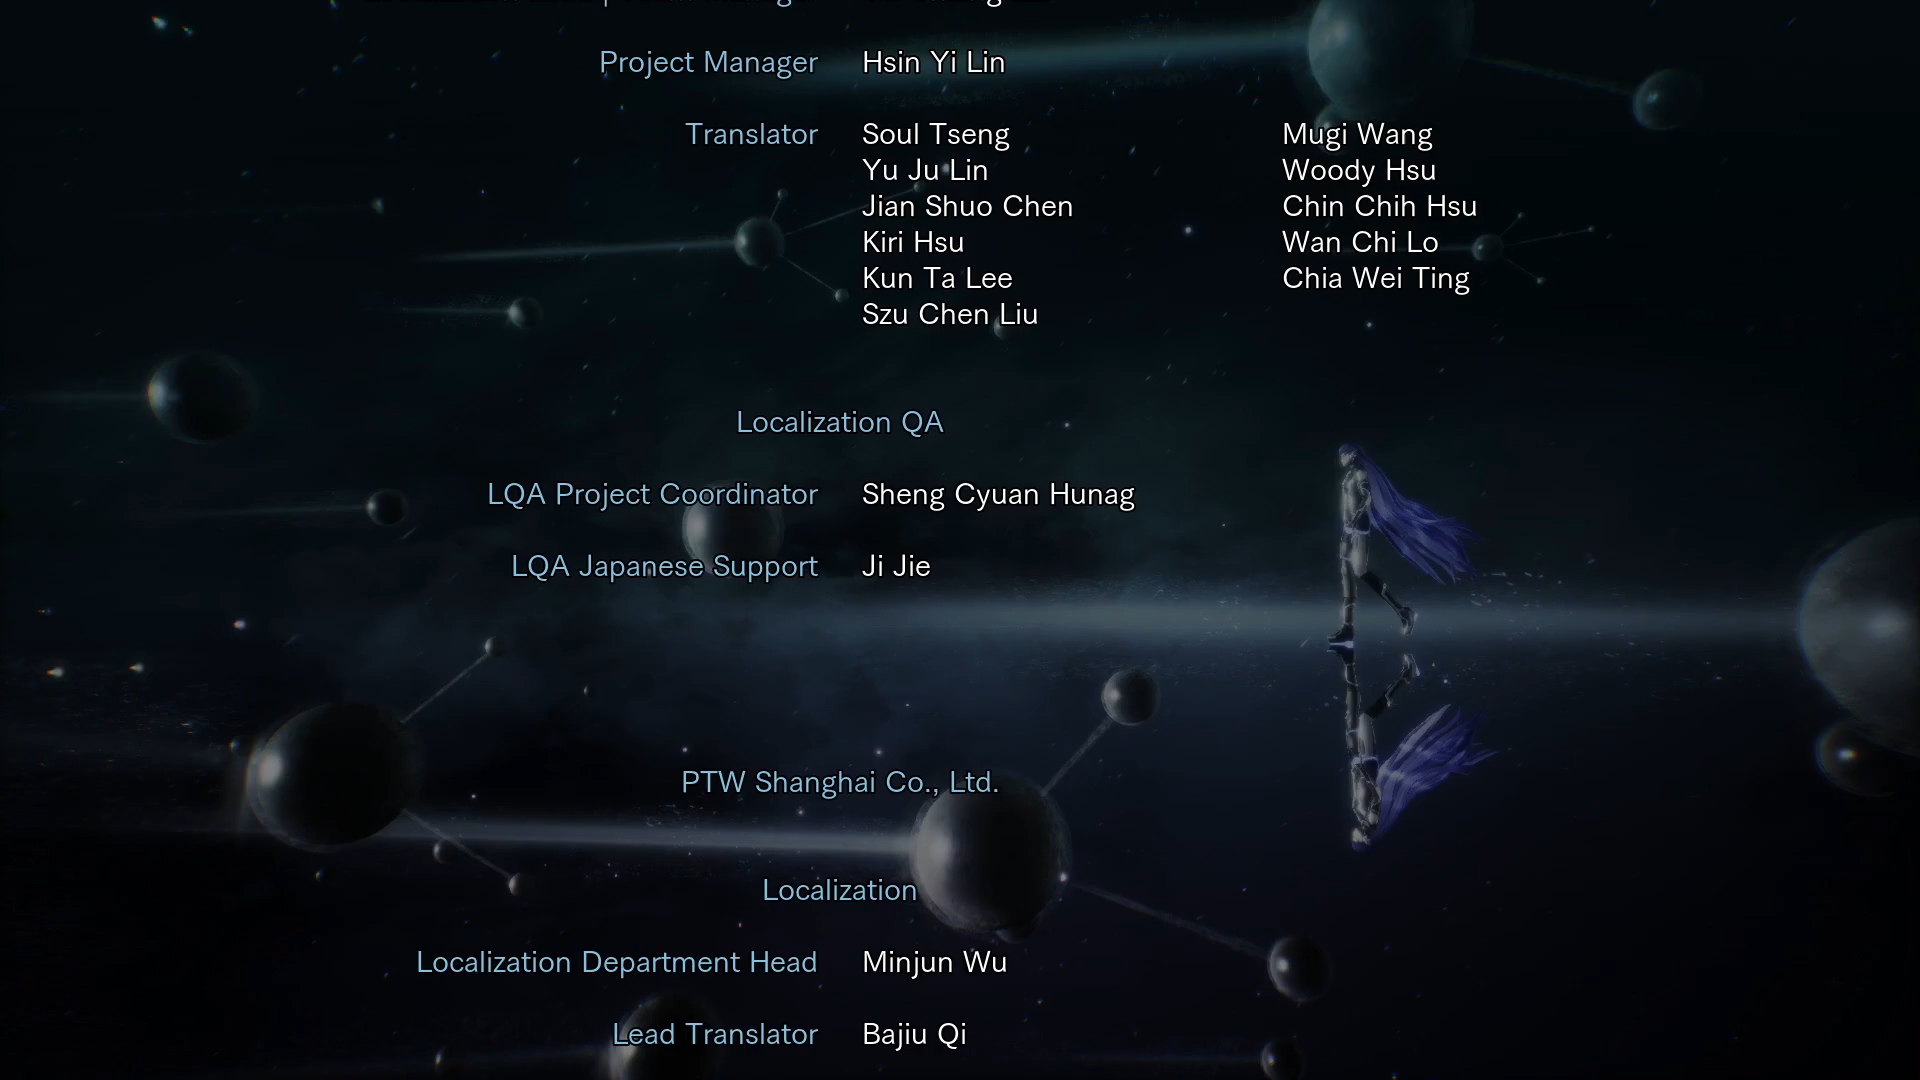 Project Manager Hsin Yi Lin
Translator Soul Tseng Mugi Wang
Yu Ju Lin Woody Hsu
Jian Shuo Chen Chin Chih Hsu
Kiri Hsu Wan Chi Lo
Kun Ta Lee Chia Wei Ting
Szu Chen Liu
Localization QA
LQA Project Coordinator Sheng Cyuan Hunag
LQA Japanese Support Ji Jie
PTW Shanghai Co., Ltd.
Localization
Localization Department Head Minjun Wu
Lead Translator Bajiu Qi